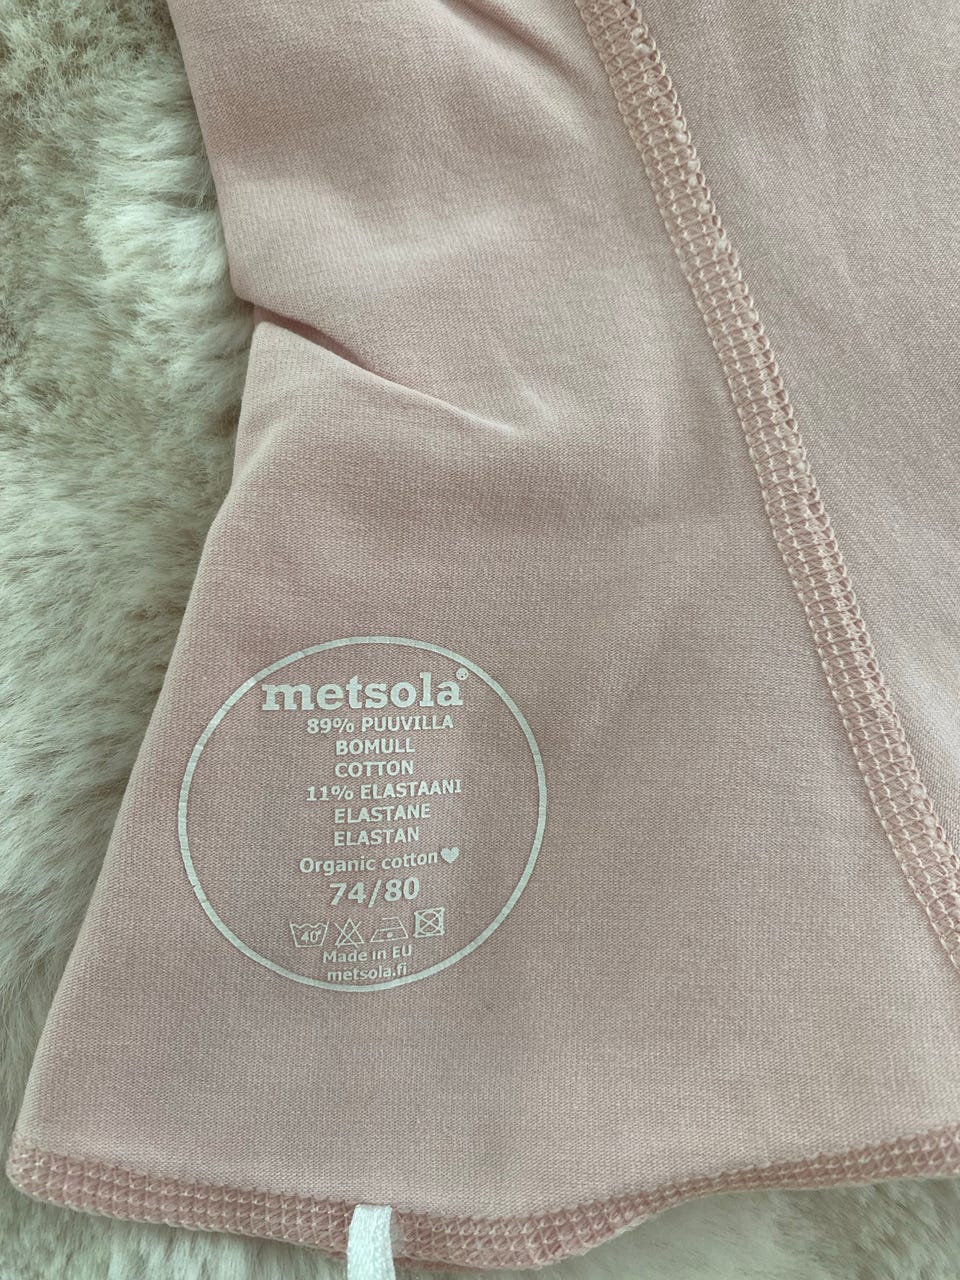 metsola®
89% PUUVILLA
BOMULL
COTTON
11% ELASTAANI
ELASTANE
ELASTAN
Organic cotton♥
74/80
40°
Made in EU
metsola.fi